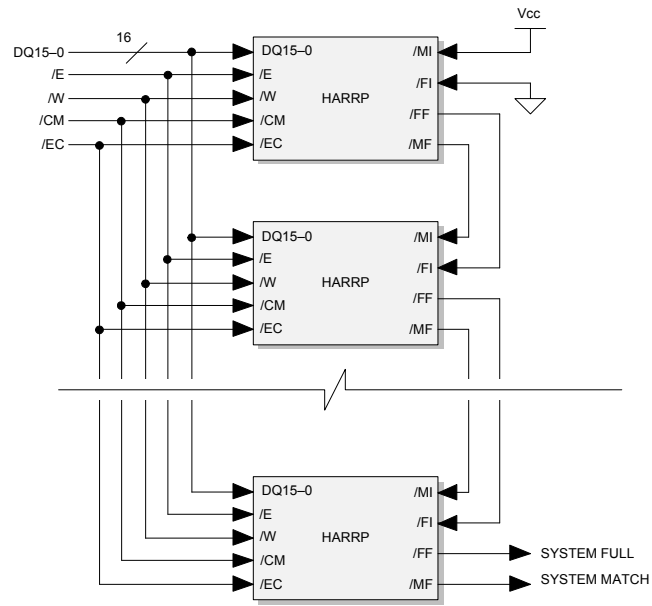 Vcc
16
DQ15–0 DQ15–0 /MI
/E /E /FI
/W /W HARRP
/CM /CM /FF
/EC /EC /MF
DQ15–0 /MI
/E /FI
/W HARRP
/CM /FF
/EC /MF
DQ15–0 /MI
/E /FI
/W HARRP
/CM /FF SYSTEM FULL
/EC /MF SYSTEM MATCH